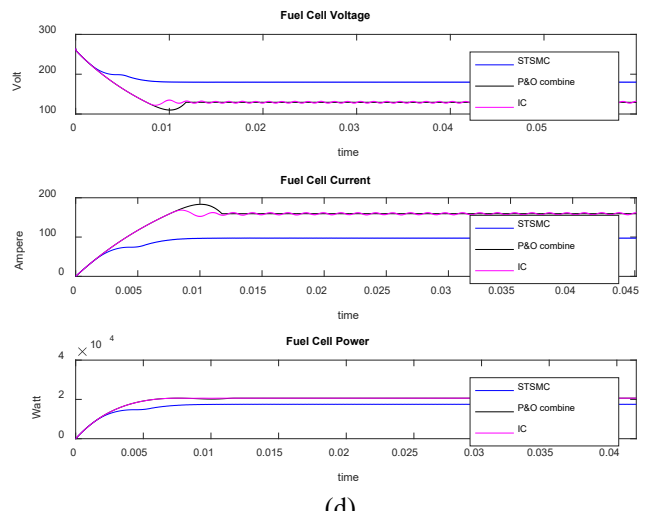 Fuel Cell Voltage
300
200
100
Volt
STSMC
P&O combine
IC
0 0.01 0.02 0.03 0.04 0.05
time
Fuel Cell Current
200
100
0
Ampere
STSMC
P&O combine
IC
0 0.005 0.01 0.015 0.02 0.025 0.03 0.035 0.04 0.045
time
× 10 4
Fuel Cell Power
4
2
0
Watt
STSMC
P&O combine
IC
0 0.005 0.01 0.015 0.02 0.025 0.03 0.035 0.04
time
(d)